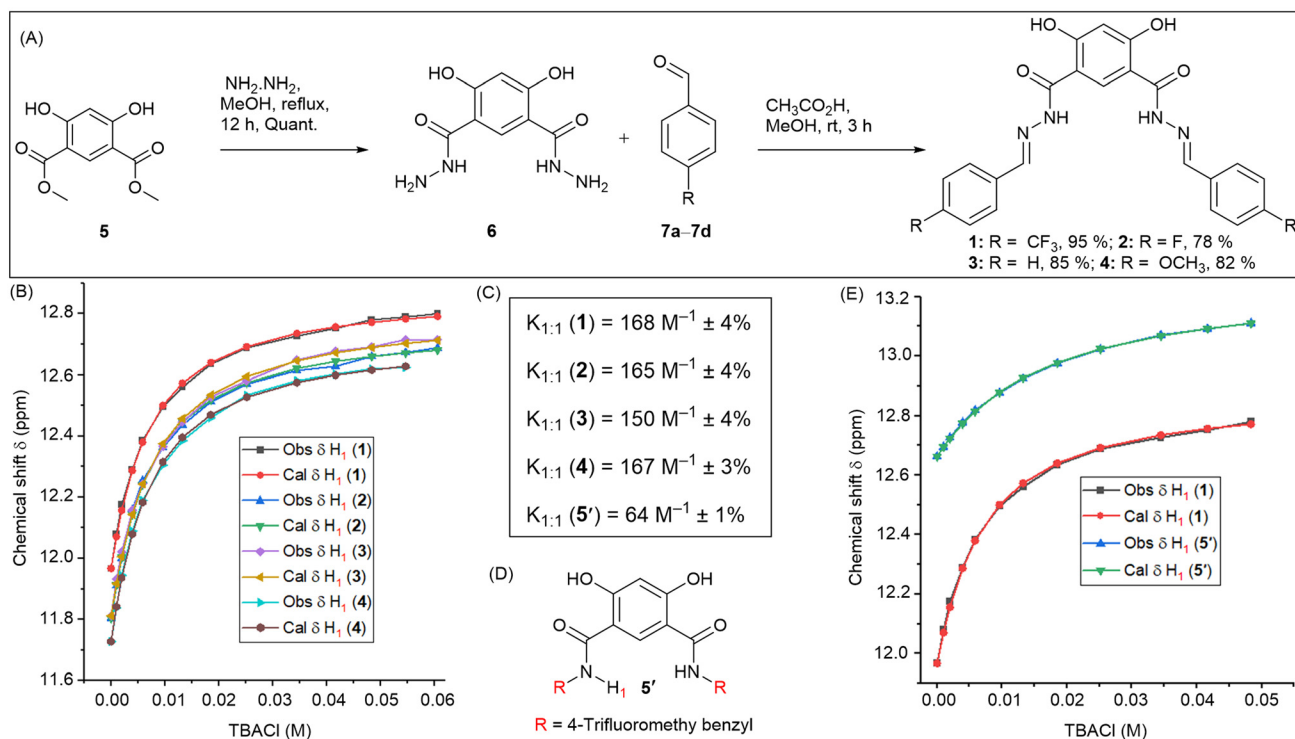 (A)
HO OH
O O
O O
5
NH2.NH2,
MeOH, reflux,
12 h, Quant.
HO OH
O O
NH HN
H2N NH2
6
+
O
R
7a–7d
CH3CO2H,
MeOH, rt, 3 h
HO OH
O O
NH HN
N N
R R
1: R = CF3, 95 %; 2: R = F, 78 %
3: R = H, 85 %; 4: R = OCH3, 82 %
(B)
Chemical shift δ (ppm)
12.8
12.6
12.4
12.2
12.0
11.8
11.6
Obs δ H1 (1)
Cal δ H1 (1)
Obs δ H1 (2)
Cal δ H1 (2)
Obs δ H1 (3)
Cal δ H1 (3)
Obs δ H1 (4)
Cal δ H1 (4)
0.00 0.01 0.02 0.03 0.04 0.05 0.06
TBACl (M)
(C)
K1:1 (1) = 168 M−1 ± 4%
K1:1 (2) = 165 M−1 ± 4%
K1:1 (3) = 150 M−1 ± 4%
K1:1 (4) = 167 M−1 ± 3%
K1:1 (5′) = 64 M−1 ± 1%
(D)
HO OH
O O
N HN
R H1 5′ R
R = 4-Trifluoromethy benzyl
(E)
Chemical shift δ (ppm)
13.2
13.0
12.8
12.6
12.4
12.2
12.0
Obs δ H1 (1)
Cal δ H1 (1)
Obs δ H1 (5′)
Cal δ H1 (5′)
0.00 0.01 0.02 0.03 0.04 0.05
TBACl (M)